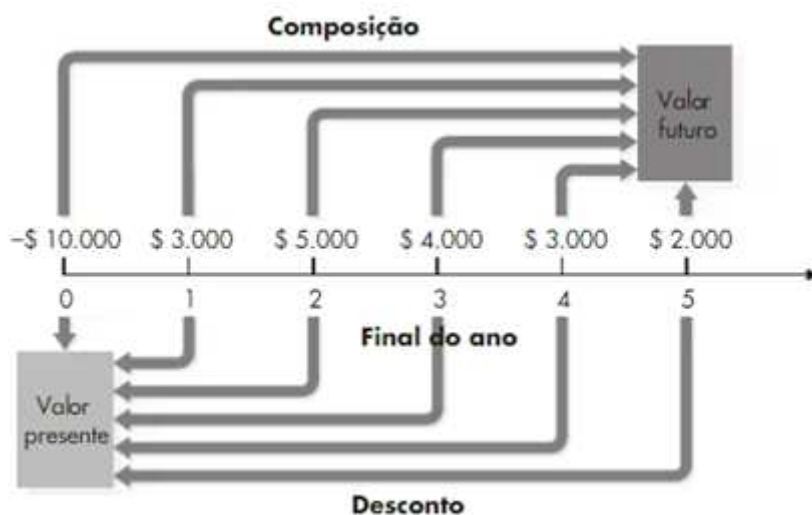 Composição
Valor
futuro
–$ 10.000 $ 3.000 $ 5.000 $ 4.000 $ 3.000 $ 2.000
0 1 2 3 4 5
Final do ano
Valor
presente
Desconto